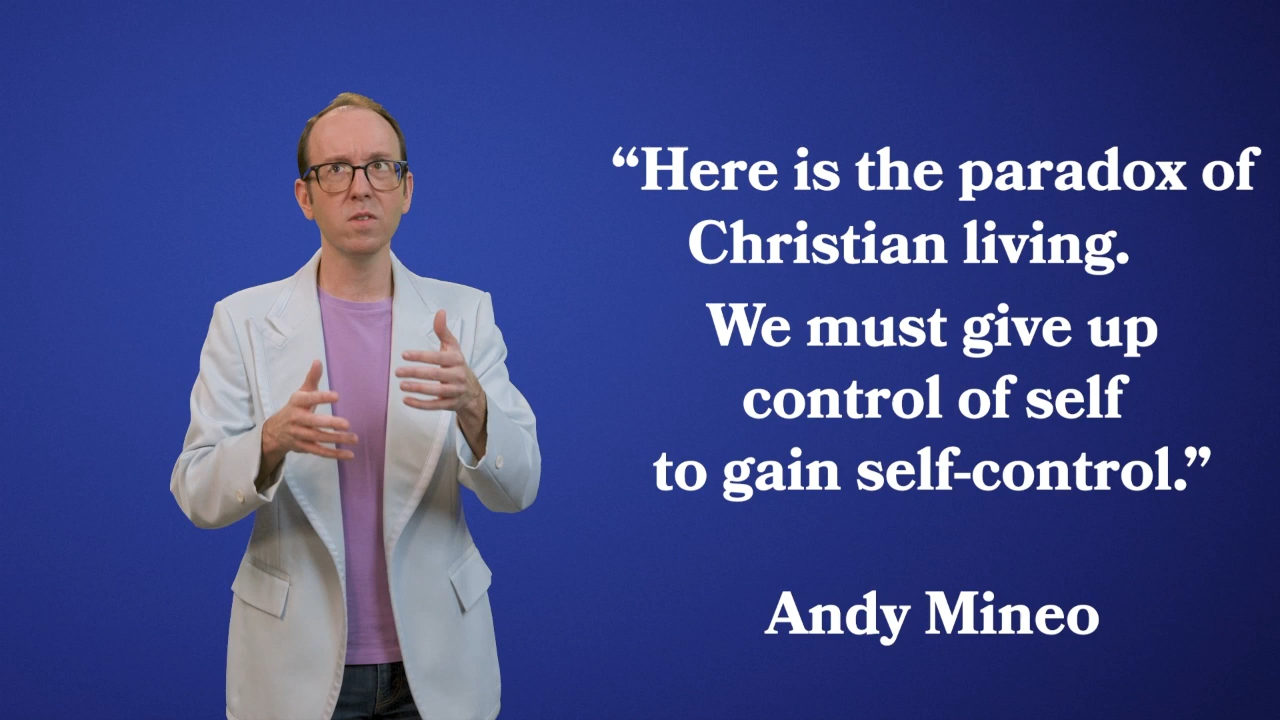 “Here is the paradox of
Christian living.
We must give up
control of self
to gain self-control.”
Andy Mineo